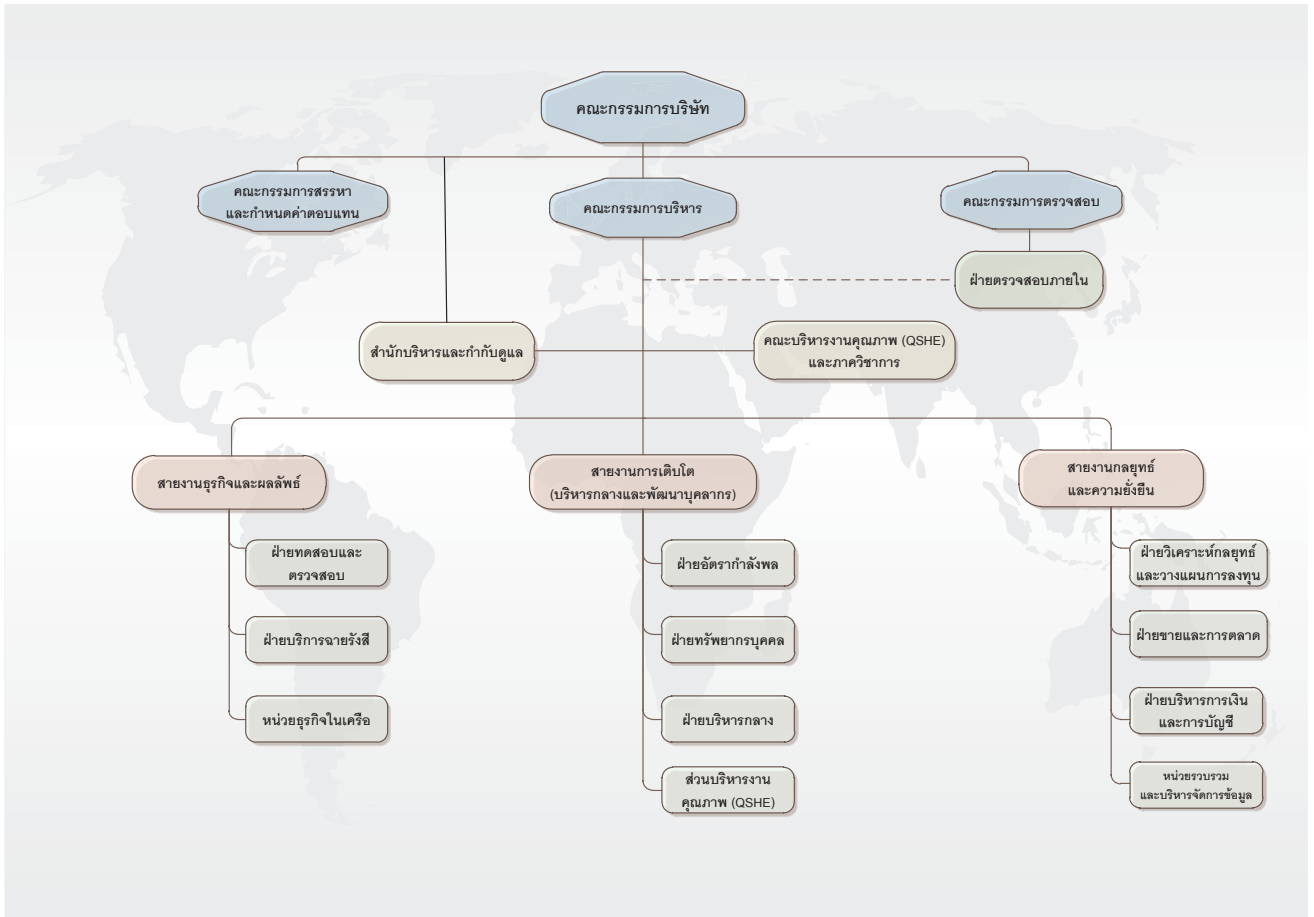 คณะกรรมการบริษัท
คณะกรรมการสรรหา
และกำหนดค่าตอบแทน
คณะกรรมการบริหาร
คณะกรรมการตรวจสอบ
ฝ่ายตรวจสอบภายใน
สำนักบริหารและกำกับดูแล
คณะบริหารงานคุณภาพ (QSHE)
และภาควิชาการ
สายงานธุรกิจและผลลัพธ์
ฝ่ายทดสอบและ
ตรวจสอบ
ฝ่ายบริการฉายรังสี
หน่วยธุรกิจในเครือ
สายงานการเติบโต
(บริหารกลางและพัฒนาบุคลากร)
ฝ่ายอัตรากำลังพล
ฝ่ายทรัพยากรบุคคล
ฝ่ายบริหารกลาง
ส่วนบริหารงาน
คุณภาพ (QSHE)
สายงานกลยุทธ์
และความยั่งยืน
ฝ่ายวิเคราะห์กลยุทธ์
และวางแผนการลงทุน
ฝ่ายขายและการตลาด
ฝ่ายบริหารการเงิน
และการบัญชี
หน่วยรวบรวม
และบริหารจัดการข้อมูล